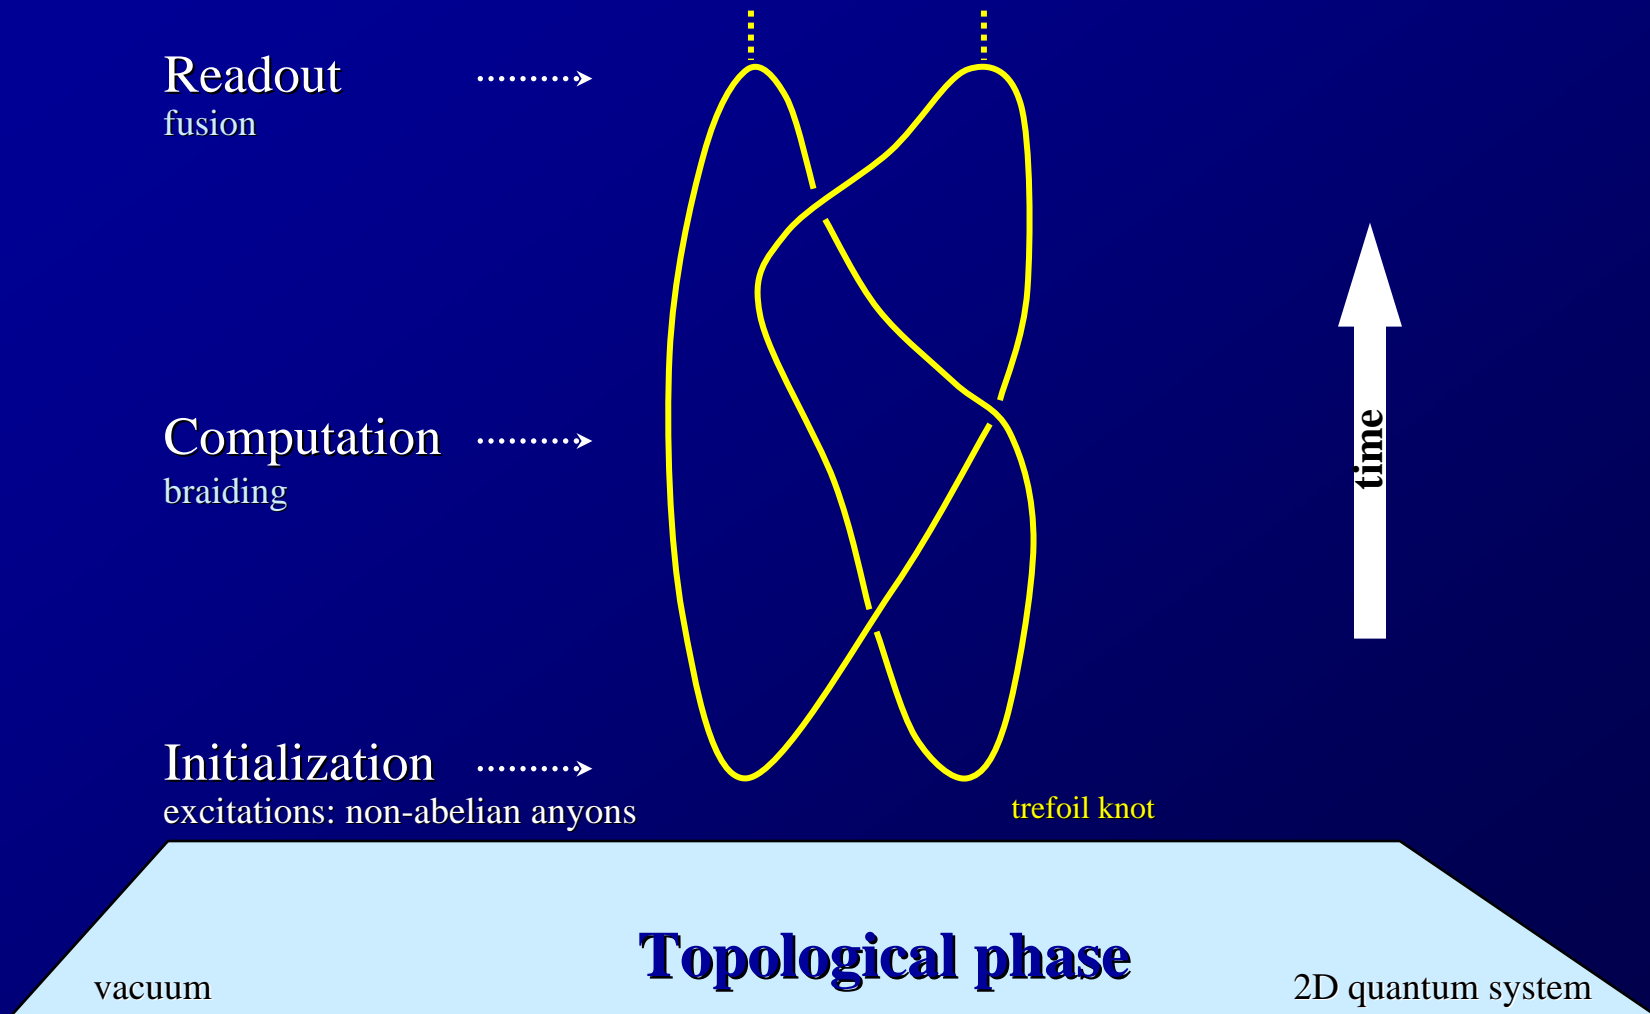 Readout
fusion
Computation
braiding
time
Initialization
excitations: non-abelian anyons
trefoil knot
Topological phase
vacuum
2D quantum system